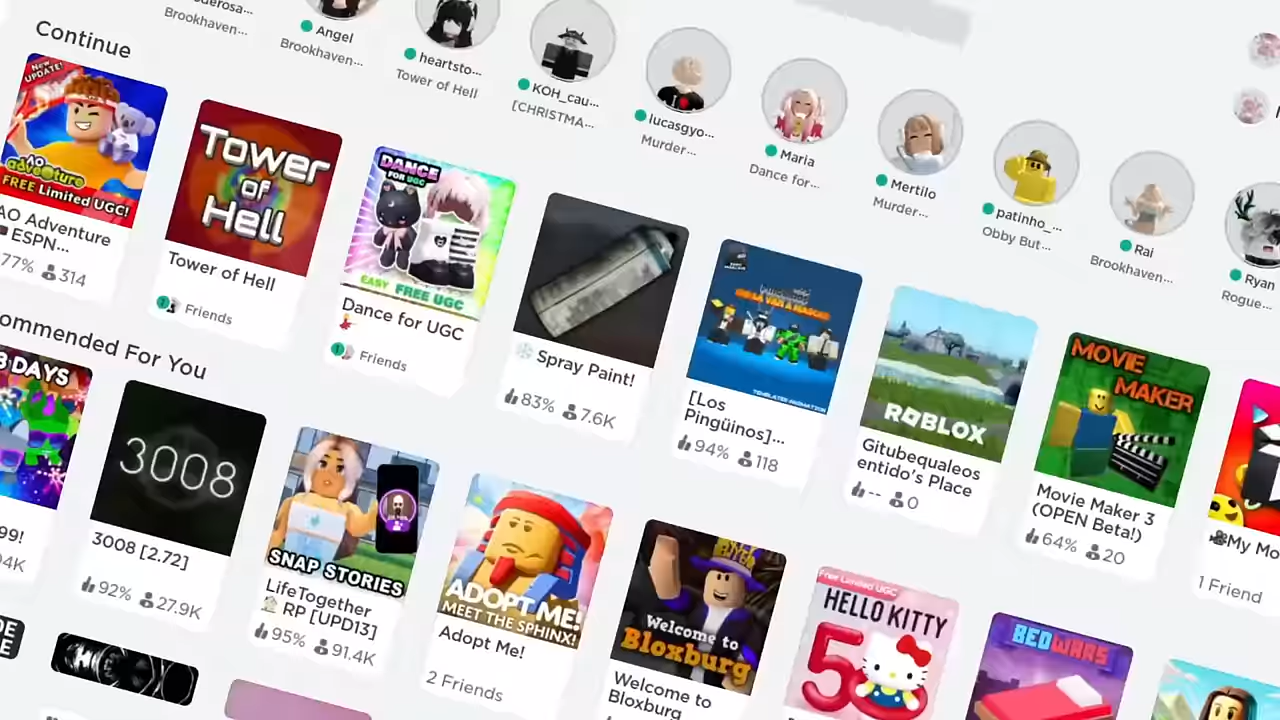 Brookhaven...
Angel
Brookhaven...
heartsto...
Tower of Hell
KOH_cau...
[CHRISTMA...
lucasgyo...
Murder...
Maria
Dance for...
Mertilo
Murder...
patinho_...
Obby But...
Rai
Brookhaven...
Ryan
Rogue...
Continue
New
UPDATE!
AO
adventure
FREE Limited UGC!
AO Adventure
ESPN...
77% 314
Tower
of
Hell
Tower of Hell
Friends
DANCE
FOR UGC
EASY FREE UGC
Dance for UGC
Friends
Spray Paint!
83% 7.6K
TEMPLATES ANIMATION
[Los
Pingüinos]...
94% 118
ROBLOX
Gitubequaleos
entido's Place
-- 0
MOVIE
MAKER
Movie Maker 3
(OPEN Beta!)
64% 20
My Mo
1 Friend
ommended For You
DAYS
99!
4K
3008
3008 [2.72]
92% 27.9K
SNAP STORIES
LifeTogether
RP [UPD13]
95% 91.4K
ADOPT ME!
MEET THE SPHINX!
Adopt Me!
2 Friends
Welcome to
Bloxburg
Welcome to
Bloxburg
Free Limited UGC
HELLO KITTY
50
BEDWARS